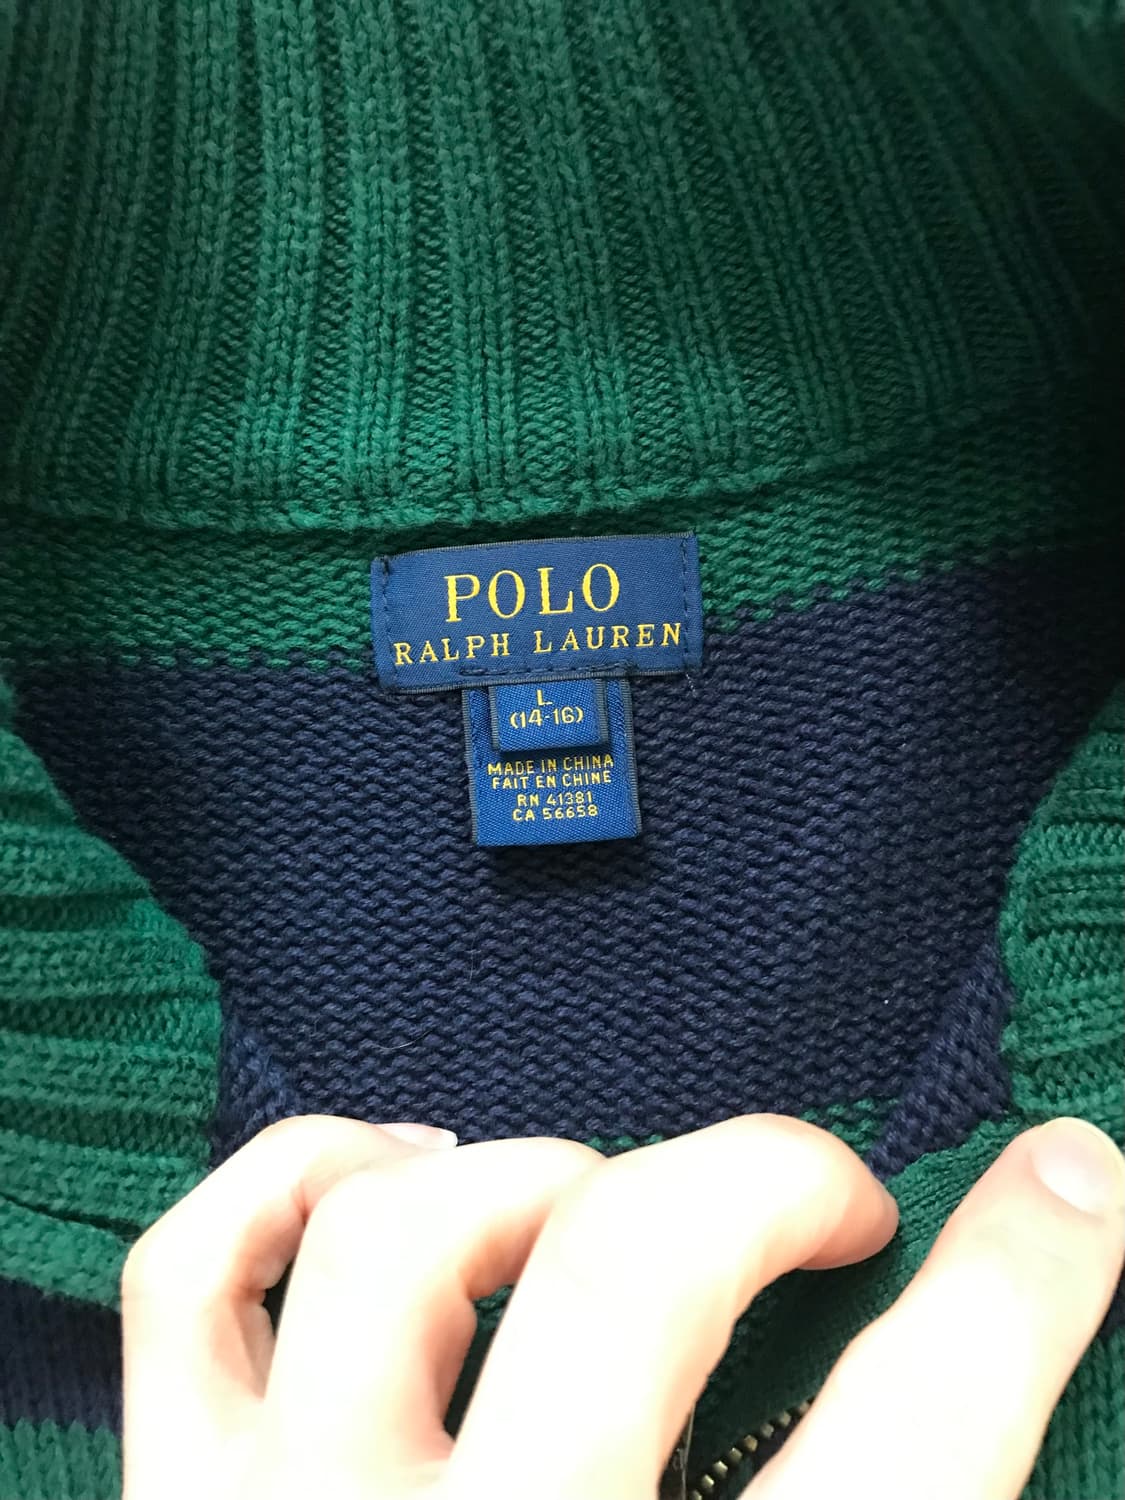 POLO
RALPH LAUREN
L
(14-16)
MADE IN CHINA
FAIT EN CHINE
RN 41381
CA 56658